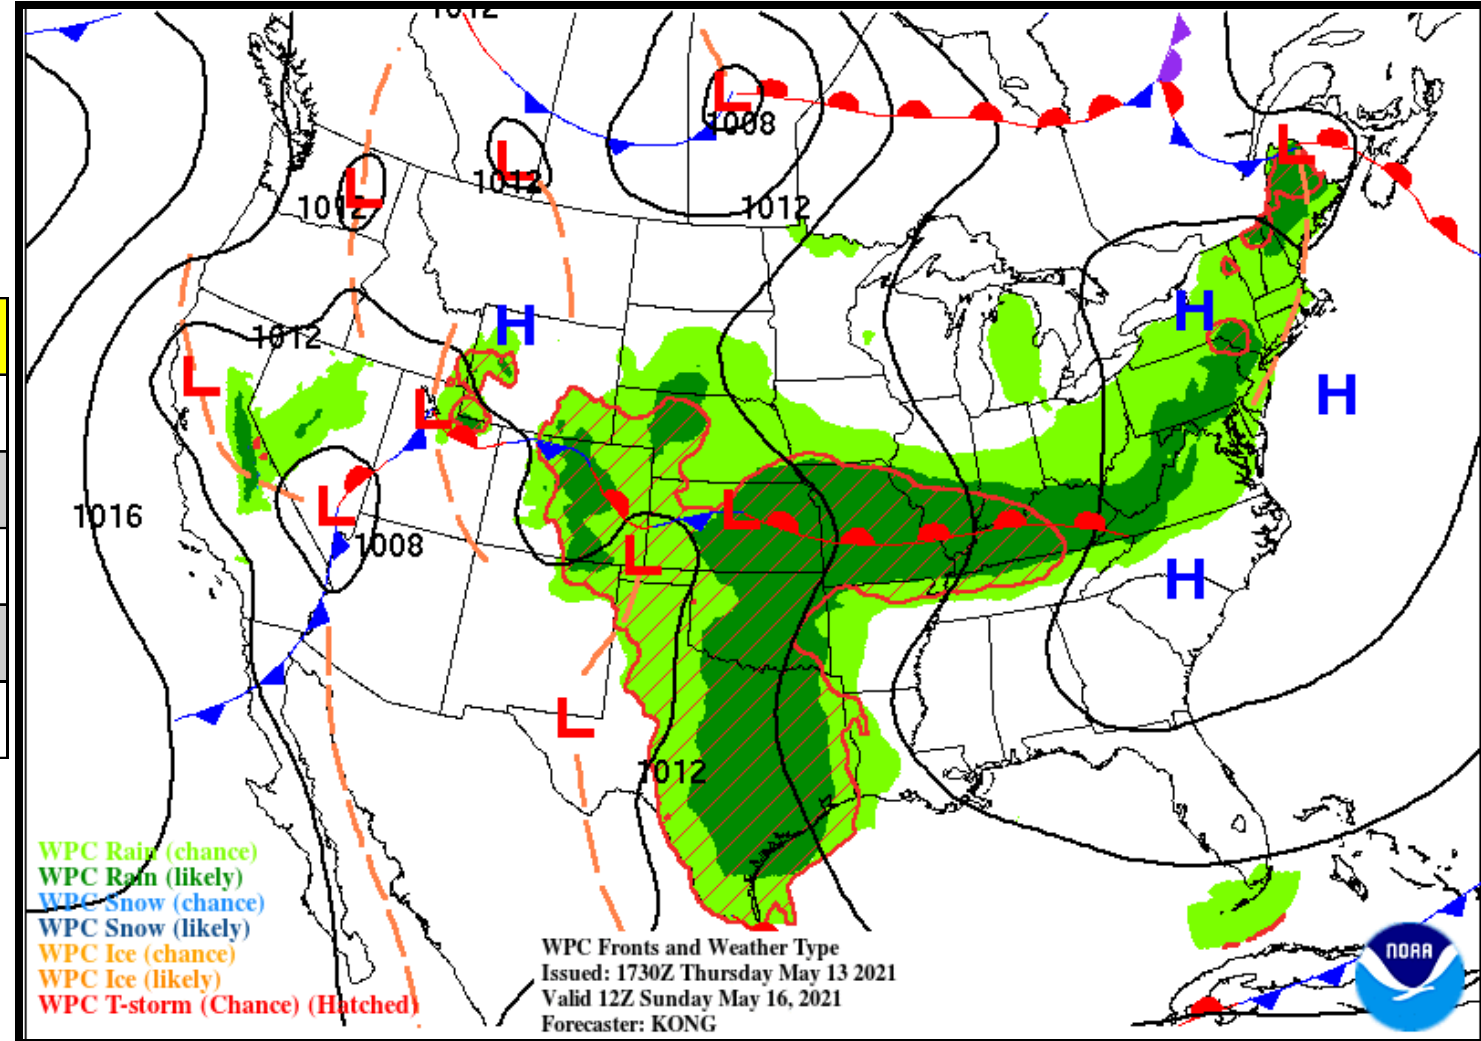 1012
L
1008
L
1012
L
1012
1012
L
H
1012
H
L
L
H
L
1016
1008
L
L
H
L
1012
WPC Rain (chance)
WPC Rain (likely)
WPC Snow (chance)
WPC Snow (likely)
WPC Ice (chance)
WPC Ice (likely)
WPC T-storm (Chance) (Hatched)
WPC Fronts and Weather Type
Issued: 1730Z Thursday May 13 2021
Valid 12Z Sunday May 16, 2021
Forecaster: KONG
NOAA